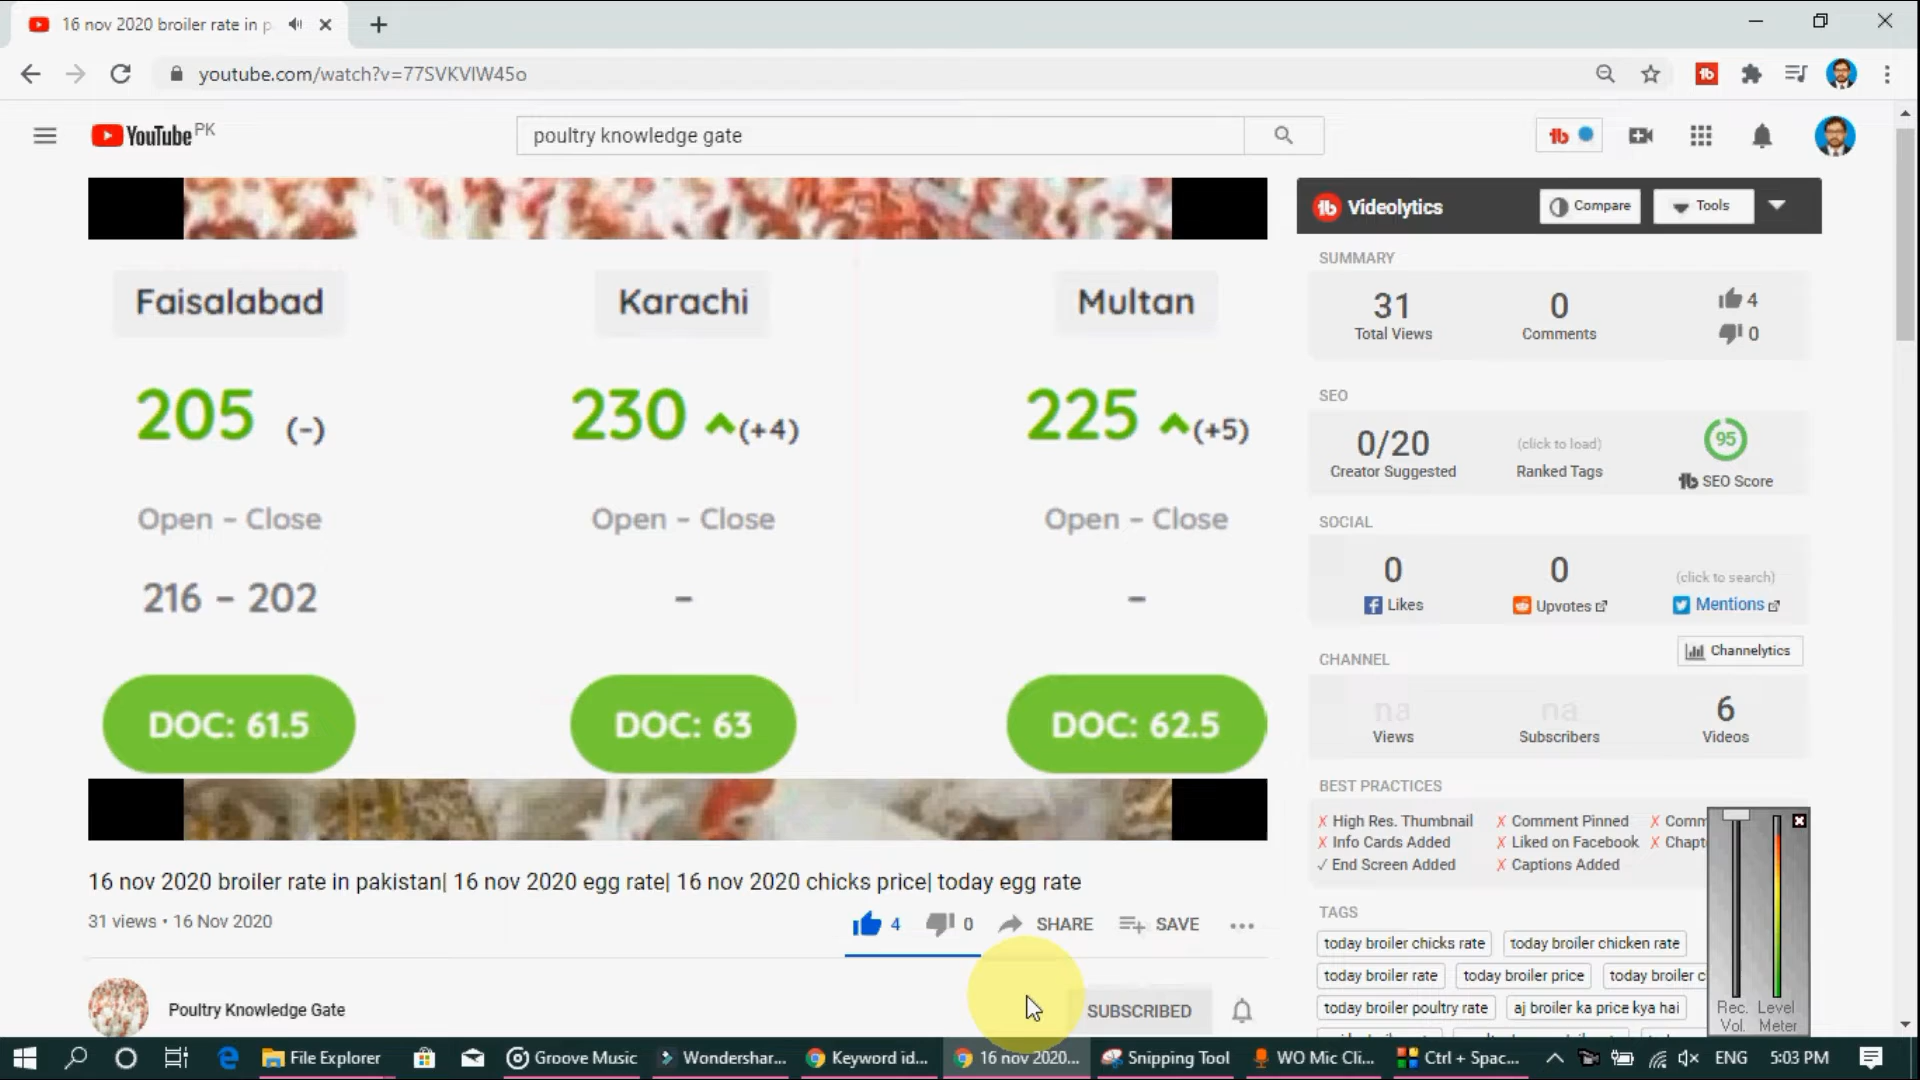 16 nov 2020 broiler rate in p
youtube.com/watch?v=77SVKVIW45o
YouTube PK
poultry knowledge gate
Faisalabad Karachi Multan
205 (-) 230 (+4) 225 (+5)
Open - Close Open - Close Open - Close
216 - 202 - -
DOC: 61.5 DOC: 63 DOC: 62.5
16 nov 2020 broiler rate in pakistan| 16 nov 2020 egg rate| 16 nov 2020 chicks price| today egg rate
31 views • 16 Nov 2020
4 0 SHARE SAVE
Poultry Knowledge Gate
SUBSCRIBED
Videolytics Compare Tools
SUMMARY
31 0 4
Total Views Comments 0
SEO
0/20 (click to load) 95
Creator Suggested Ranked Tags SEO Score
SOCIAL
0 0 (click to search)
Likes Upvotes Mentions
CHANNEL Channelytics
na na 6
Views Subscribers Videos
BEST PRACTICES
X High Res. Thumbnail X Comment Pinned X Comm
X Info Cards Added X Liked on Facebook X Chapt
✓ End Screen Added X Captions Added
TAGS
today broiler chicks rate today broiler chicken rate
today broiler rate today broiler price today broiler c
today broiler poultry rate aj broiler ka price kya hai
Rec. Level
Vol. Meter
File Explorer Groove Music Wondershar... Keyword id... 16 nov 2020... Snipping Tool WO Mic Cli... Ctrl + Spac... ENG 5:03 PM